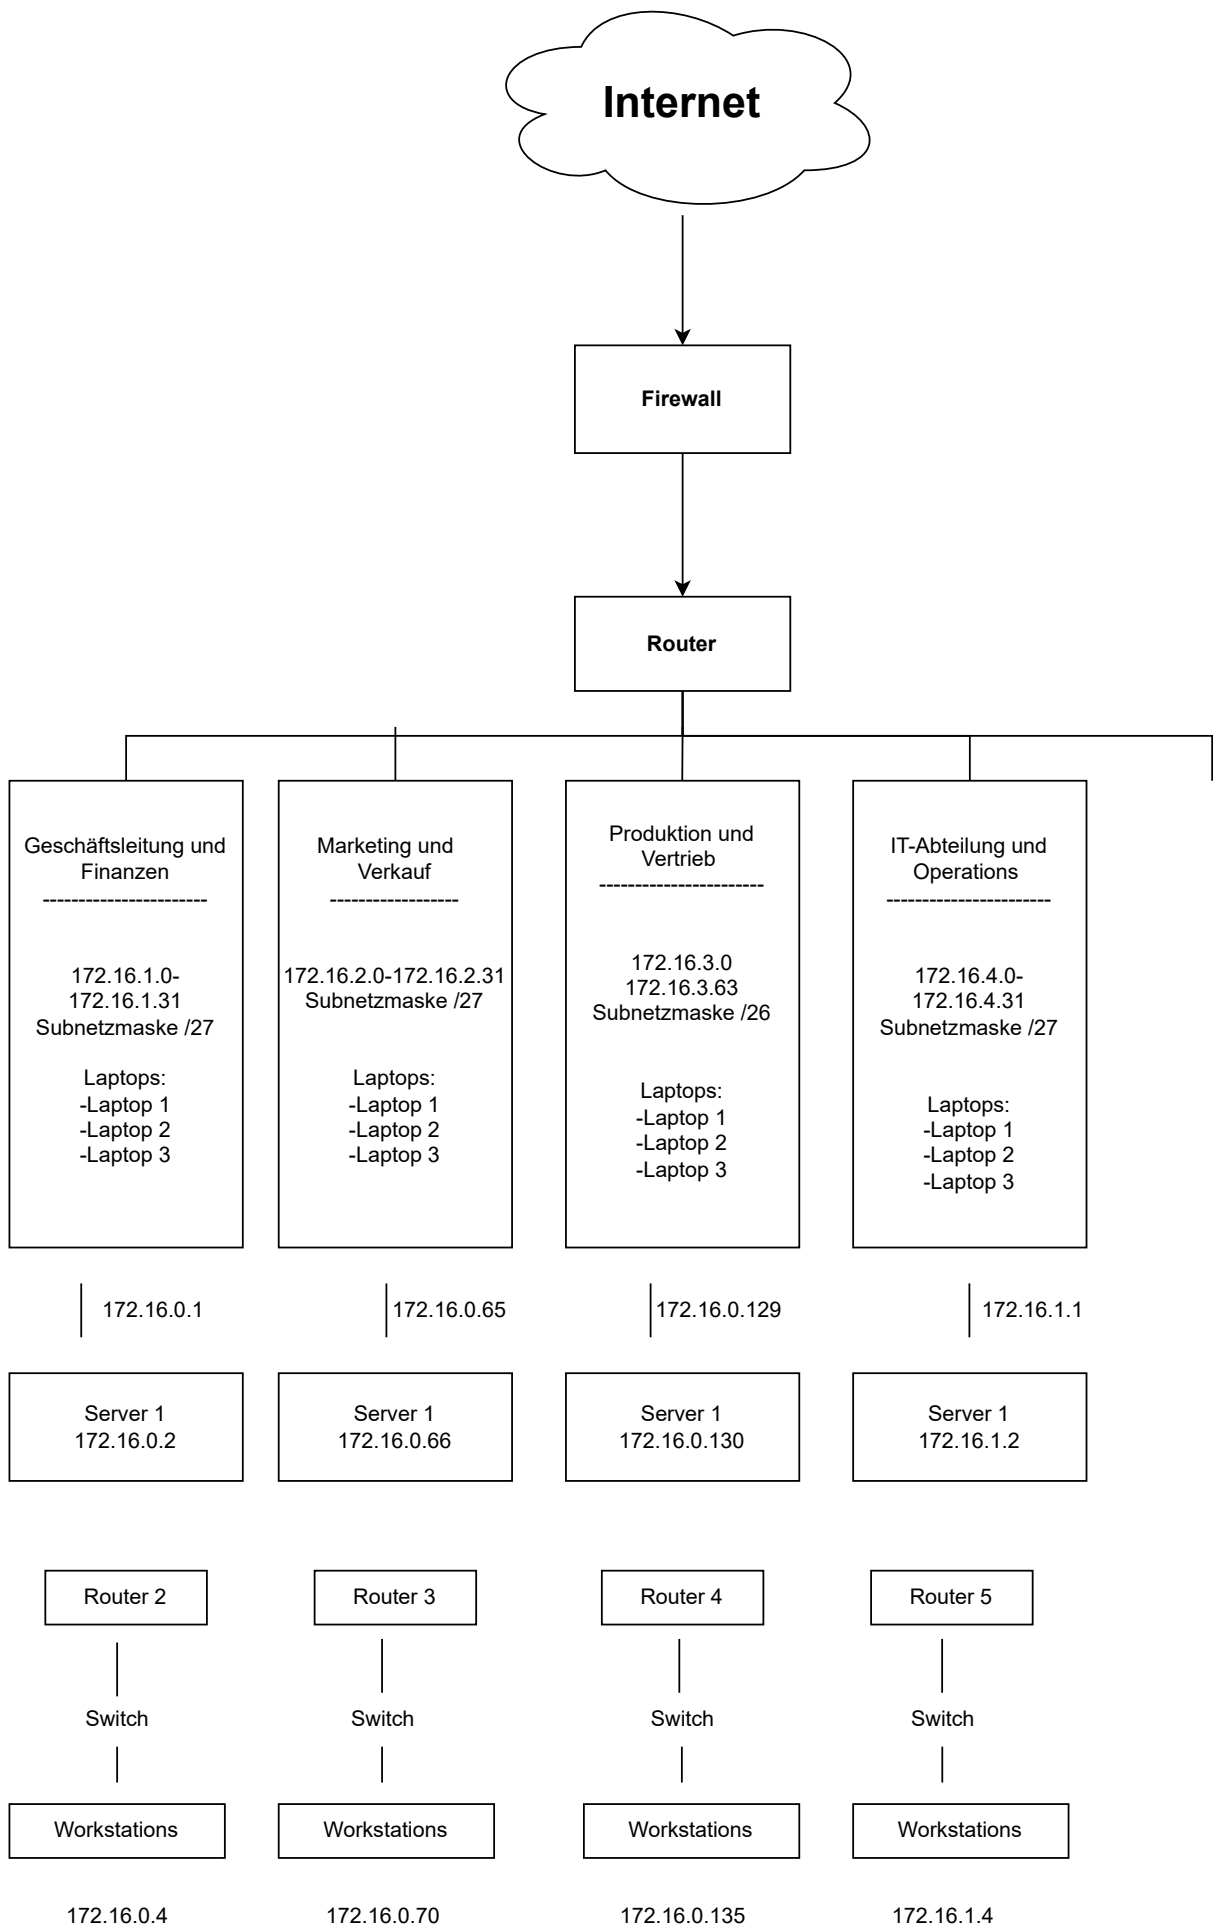 Internet
Firewall
Router
Geschäftsleitung und
Finanzen
-----------------------
172.16.1.0-
172.16.1.31
Subnetzmaske /27
Laptops:
-Laptop 1
-Laptop 2
-Laptop 3
Marketing und
Verkauf
------------------
172.16.2.0-172.16.2.31
Subnetzmaske /27
Laptops:
-Laptop 1
-Laptop 2
-Laptop 3
Produktion und
Vertrieb
-----------------------
172.16.3.0
172.16.3.63
Subnetzmaske /26
Laptops:
-Laptop 1
-Laptop 2
-Laptop 3
IT-Abteilung und
Operations
-----------------------
172.16.4.0-
172.16.4.31
Subnetzmaske /27
Laptops:
-Laptop 1
-Laptop 2
-Laptop 3
172.16.0.1
172.16.0.65
172.16.0.129
172.16.1.1
Server 1
172.16.0.2
Server 1
172.16.0.66
Server 1
172.16.0.130
Server 1
172.16.1.2
Router 2
Router 3
Router 4
Router 5
Switch
Switch
Switch
Switch
Workstations
Workstations
Workstations
Workstations
172.16.0.4
172.16.0.70
172.16.0.135
172.16.1.4